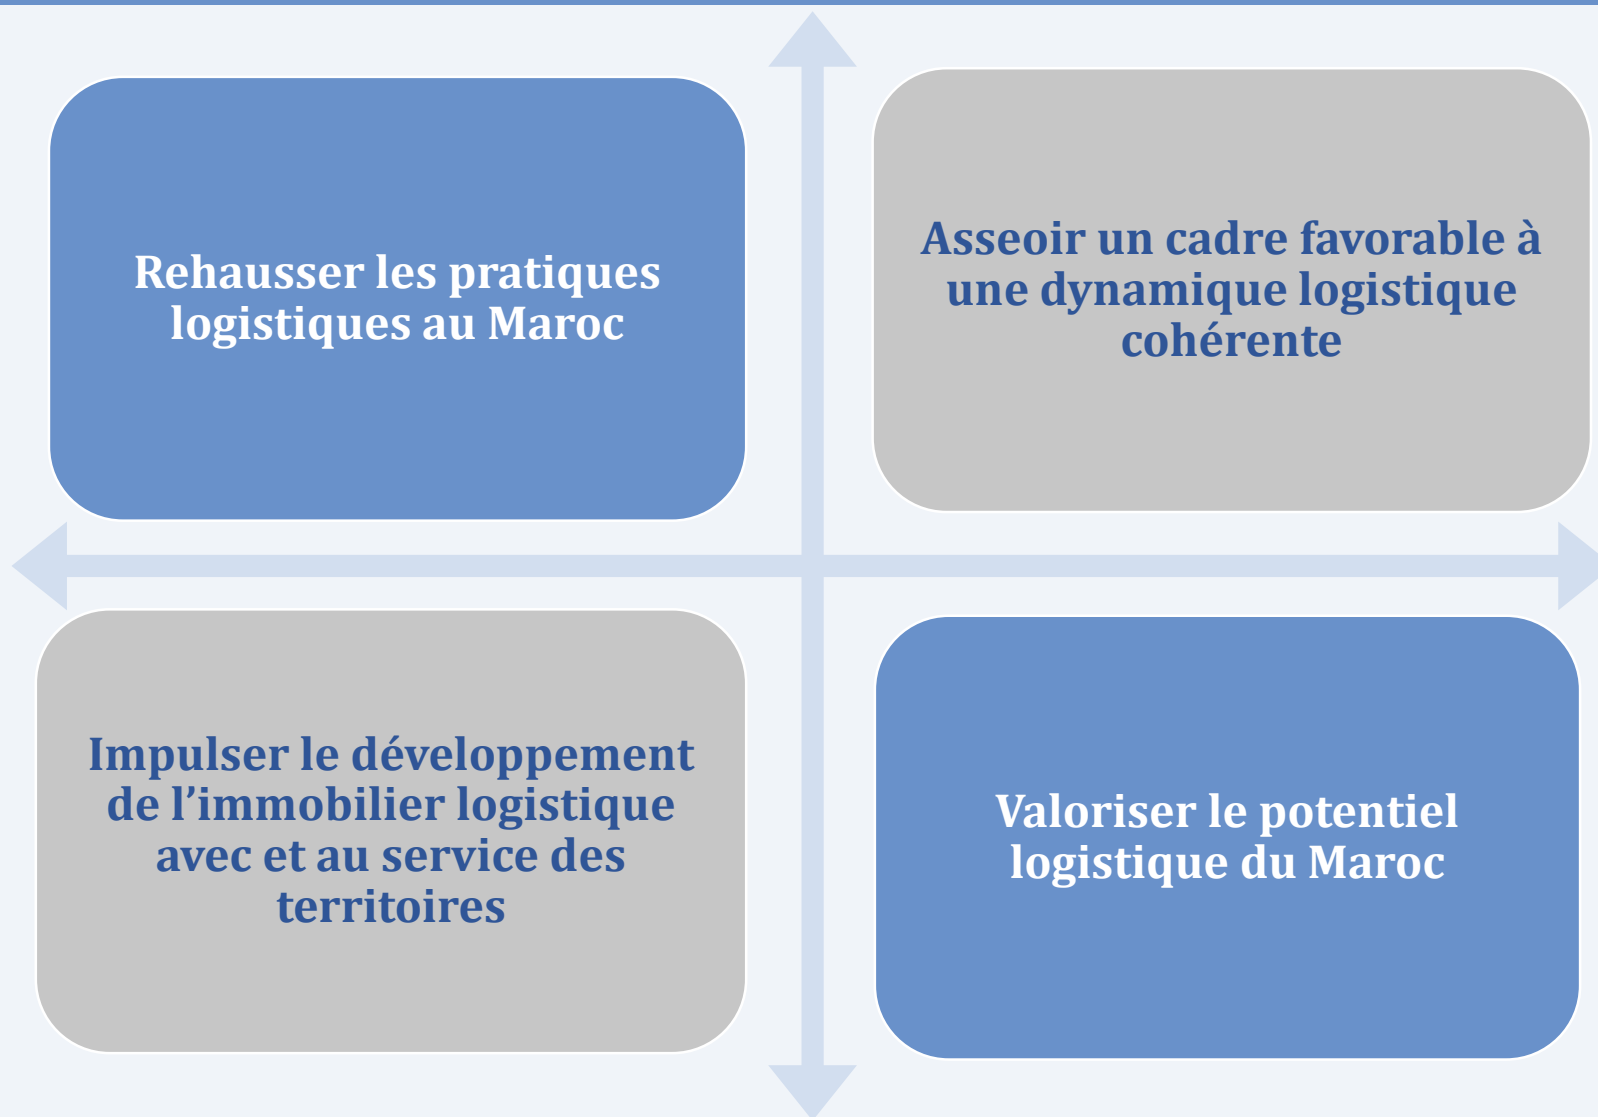 Rehausser les pratiques
logistiques au Maroc
Asseoir un cadre favorable à
une dynamique logistique
cohérente
Impulser le développement
de l’immobilier logistique
avec et au service des
territoires
Valoriser le potentiel
logistique du Maroc